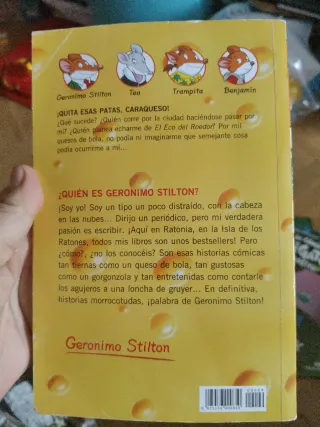 Geronimo Stilton
Tea
Trampita
Benjamin
¡QUITA ESAS PATAS, CARAQUESO!
¿Qué sucede? ¿Quién corre por la ciudad haciéndose pasar por
mí? ¿Quién planea echarme de El Eco del Roedor? Por mil
quesos de bola, no podía ni imaginarme que semejante cosa
podía ocurrirme a mí...
¿QUIÉN ES GERONIMO STILTON?
¡Soy yo! Soy un tipo un poco distraído, con la cabeza
en las nubes... Dirijo un periódico, pero mi verdadera
pasión es escribir. ¡Aquí en Ratonia, en la Isla de los
Ratones, todos mis libros son unos bestsellers! Pero
¿cómo?, ¿no los conocéis? Son esas historias cómicas
tan tiernas como un queso de bola, tan gustosas
como un gorgonzola y tan entretenidas como contarle
los agujeros a una loncha de gruyer... En definitiva,
historias morrocotudas, ¡palabra de Geronimo Stilton!
Geronimo Stilton